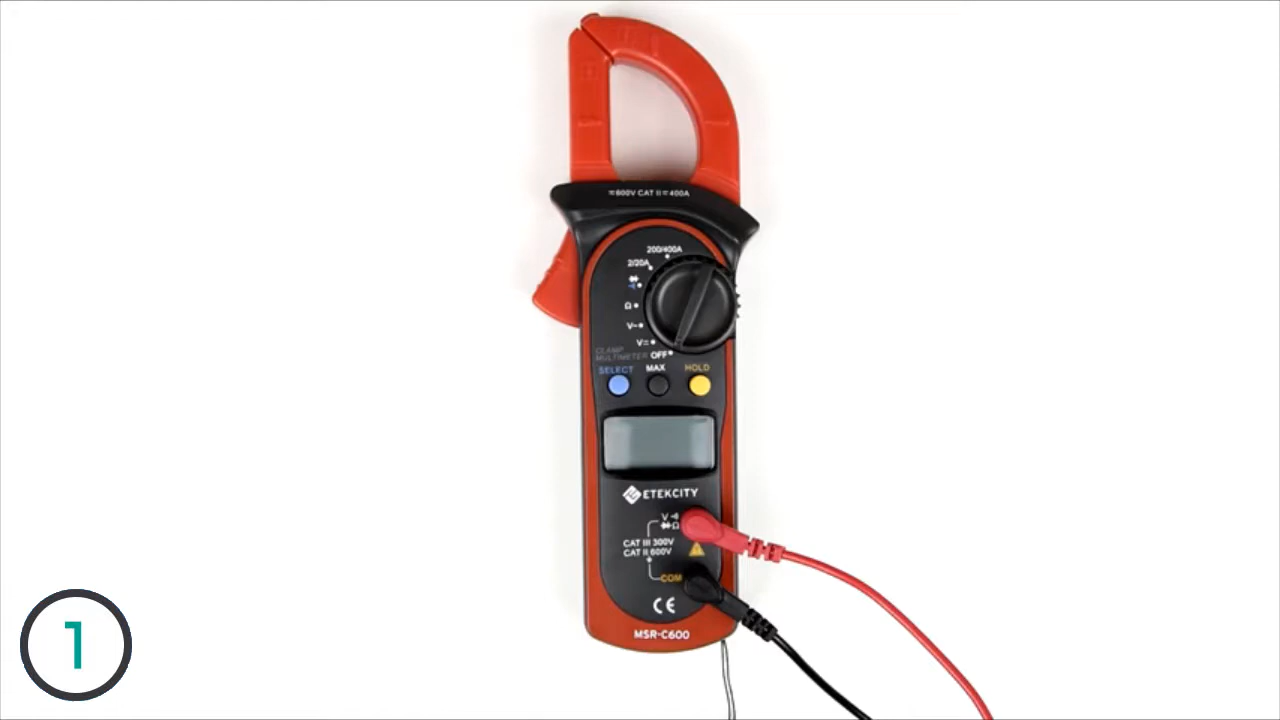 ≂600V CAT II ≂400A
200/400A
2/20A
Ω
V~
V=
CLAMP
MULTIMETER
OFF
SELECT
MAX
HOLD
ETEKCITY
V
Ω
CAT III 300V
CAT II 600V
COM
CE
MSR-C600
1